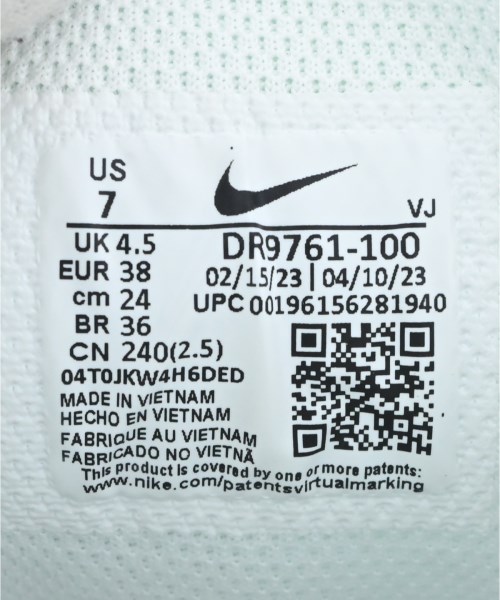 US
7
VJ
UK 4.5
EUR 38
cm 24
BR 36
CN 240(2.5)
DR9761-100
02/15/23 | 04/10/23
UPC 00196156281940
04T0JKW4H6DED
MADE IN VIETNAM
HECHO EN VIETNAM
FABRIQUE AU VIETNAM
FABRICADO NO VIETNÃ
This product is covered by one or more patents:
www.nike.com/patentsvirtualmarking